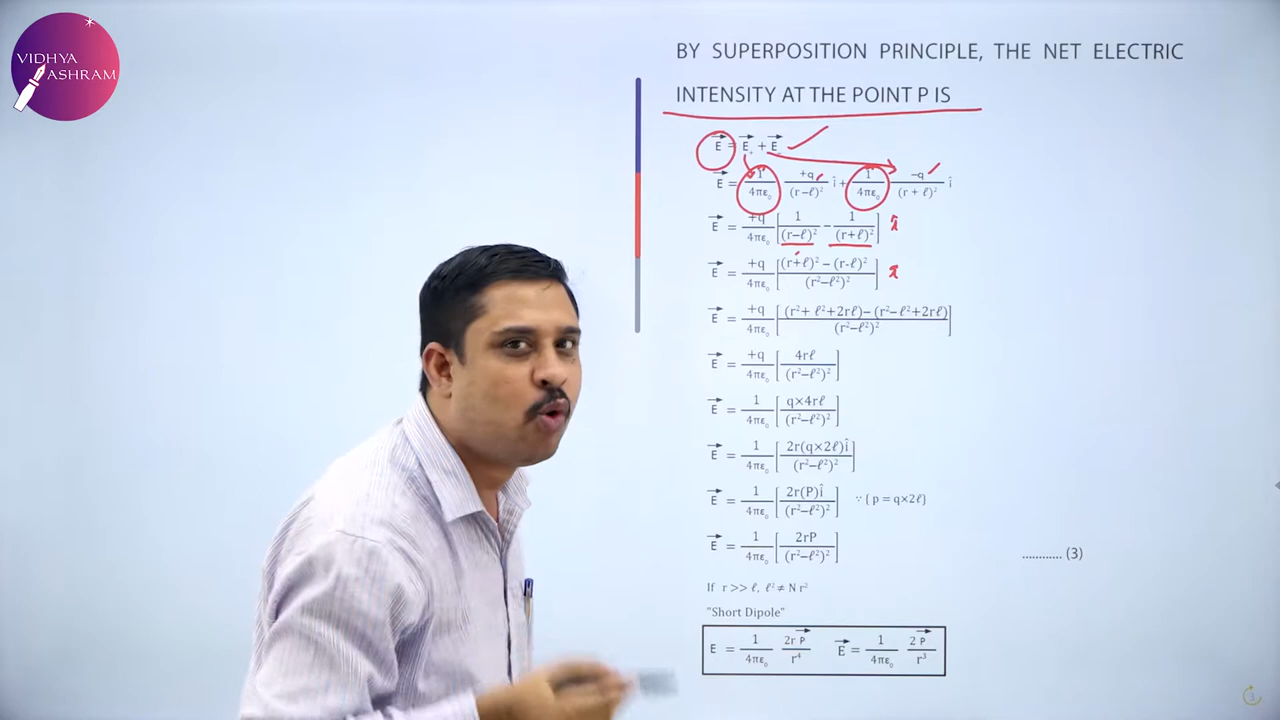 VIDHYA
ASHRAM
BY SUPERPOSITION PRINCIPLE, THE NET ELECTRIC
INTENSITY AT THE POINT P IS
E⃗ = E⃗₊ + E⃗₋
E⃗ = 1/4πε₀ +q/(r−ℓ)² î + 1/4πε₀ −q/(r + ℓ)² î
E⃗ = +q/4πε₀ [1/(r−ℓ)² − 1/(r+ℓ)²] î
E⃗ = +q/4πε₀ [(r+ℓ)² − (r-ℓ)²/(r²−ℓ²)²] î
E⃗ = +q/4πε₀ [(r²+ ℓ²+2rℓ)−(r²−ℓ²+2rℓ)/(r²−ℓ²)²]
E⃗ = +q/4πε₀ [4rℓ/(r²−ℓ²)²]
E⃗ = 1/4πε₀ [q×4rℓ/(r²−ℓ²)²]
E⃗ = 1/4πε₀ [2r(q×2ℓ)î/(r²−ℓ²)²]
E⃗ = 1/4πε₀ [2r(P)î/(r²−ℓ²)²] ∵ { p = q×2ℓ}
E⃗ = 1/4πε₀ [2rP/(r²−ℓ²)²] ............ (3)
If r >> ℓ, ℓ² ≠ N r²
"Short Dipole"
E = 1/4πε₀ 2r P⃗/r⁴ E⃗ = 1/4πε₀ 2 P⃗/r³